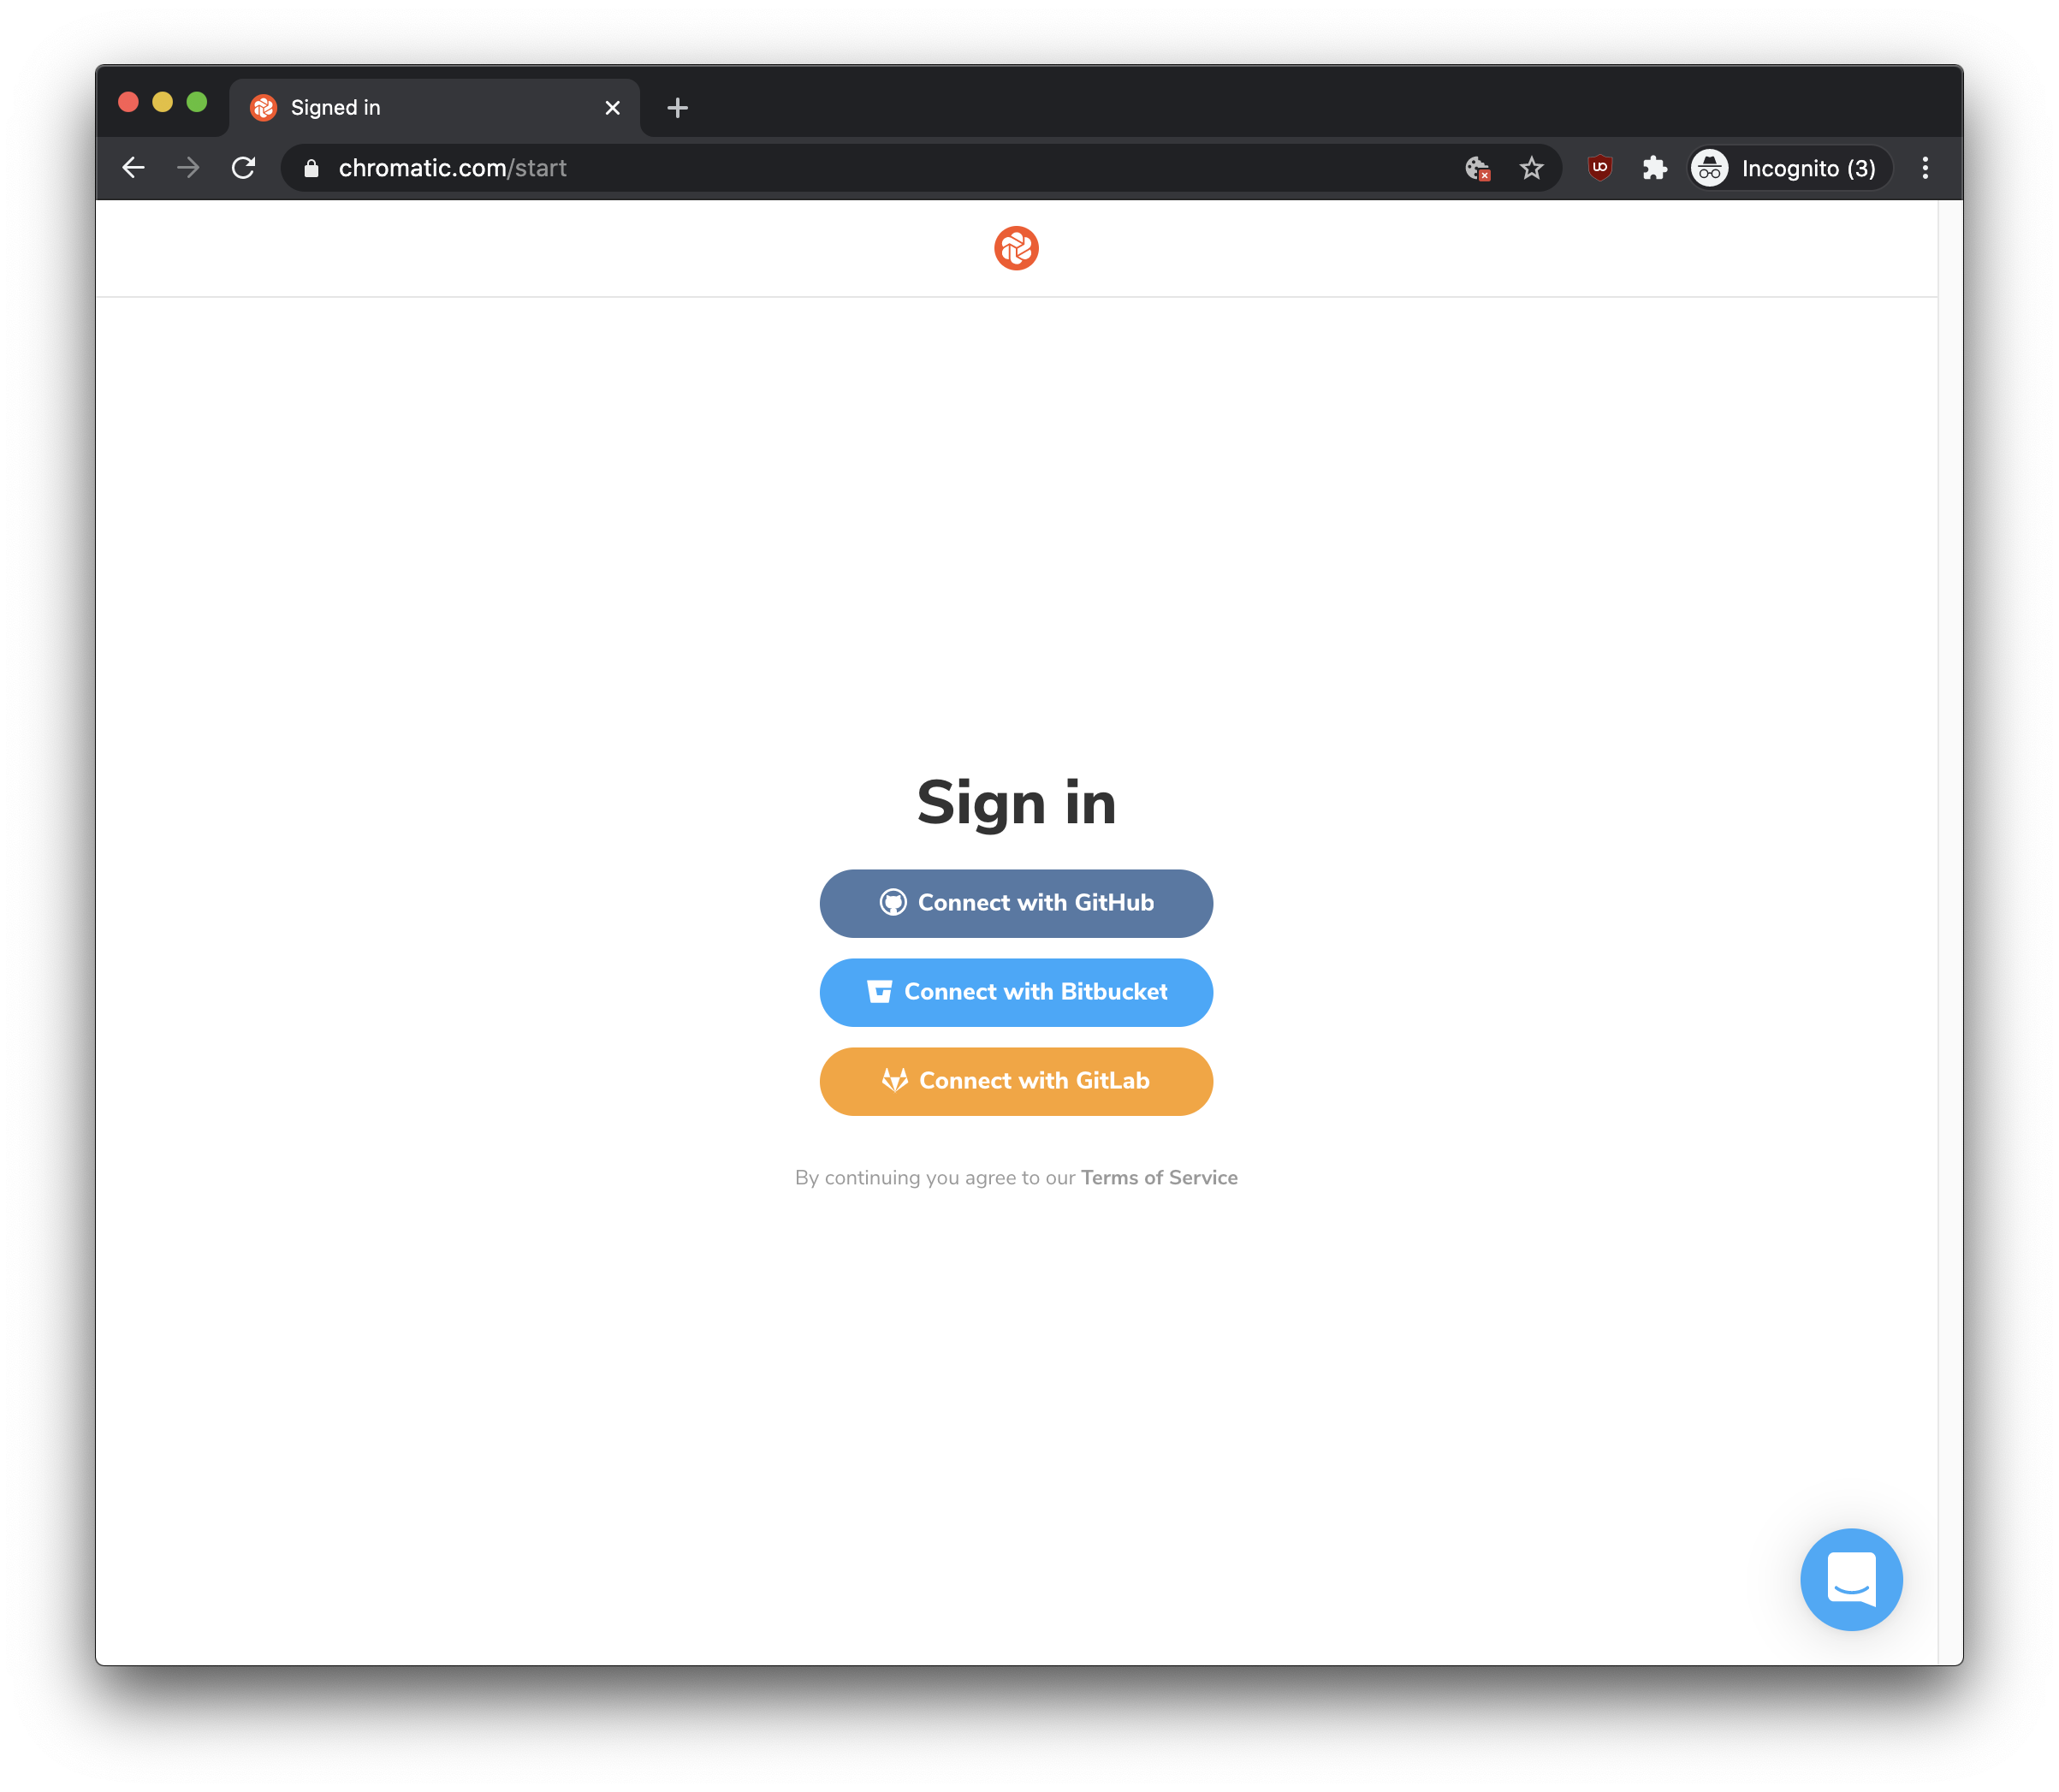 Signed in
chromatic.com/start
Incognito (3)
Sign in
Connect with GitHub
Connect with Bitbucket
Connect with GitLab
By continuing you agree to our Terms of Service